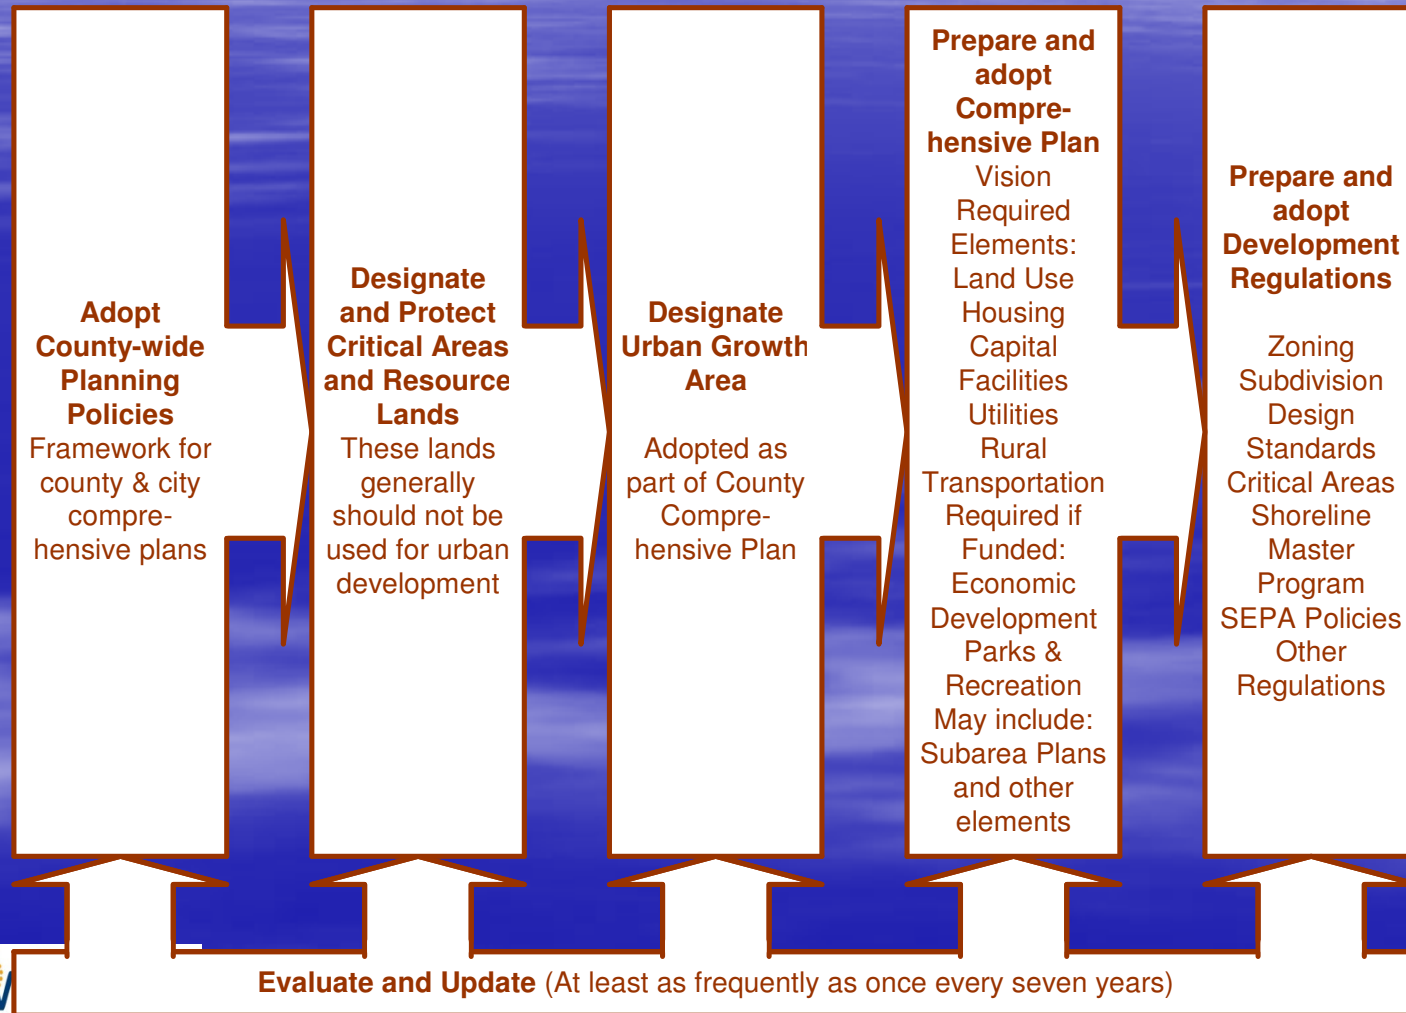 Adopt
County-wide
Planning
Policies
Framework for
county & city
compre-
hensive plans
Designate
and Protect
Critical Areas
and Resource
Lands
These lands
generally
should not be
used for urban
development
Designate
Urban Growth
Area
Adopted as
part of County
Compre-
hensive Plan
Prepare and
adopt
Compre-
hensive Plan
Vision
Required
Elements:
Land Use
Housing
Capital
Facilities
Utilities
Rural
Transportation
Required if
Funded:
Economic
Development
Parks &
Recreation
May include:
Subarea Plans
and other
elements
Prepare and
adopt
Development
Regulations
Zoning
Subdivision
Design
Standards
Critical Areas
Shoreline
Master
Program
SEPA Policies
Other
Regulations
Evaluate and Update (At least as frequently as once every seven years)